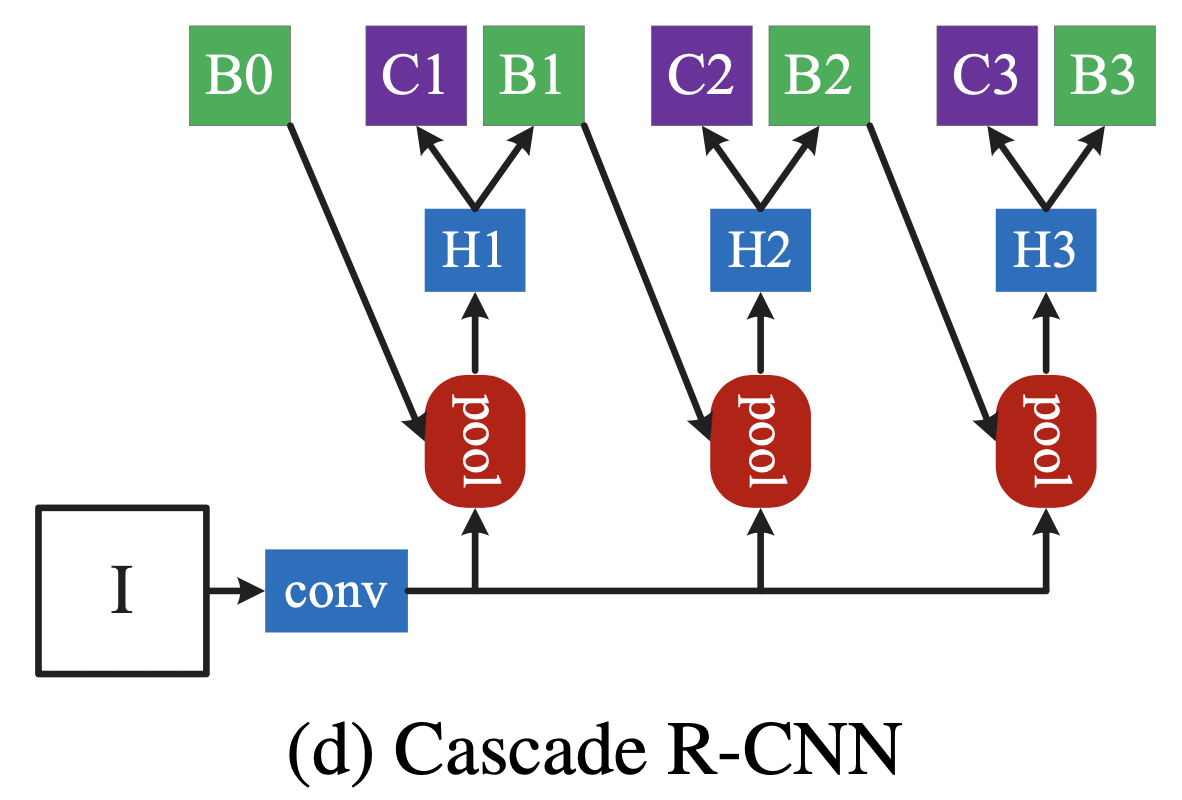 B0 C1 B1 C2 B2 C3 B3
H1 H2 H3
pool pool pool
I conv
(d) Cascade R-CNN